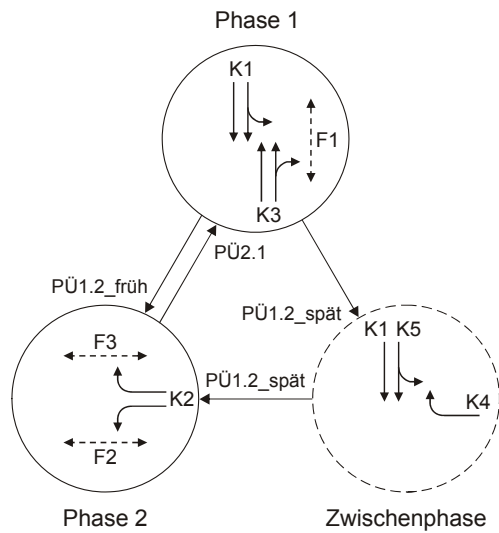 Phase 1
K1
F1
K3
PÜ2.1
PÜ1.2_früh
PÜ1.2_spät
F3
K1 K5
PÜ1.2_spät
K2
K4
F2
Phase 2
Zwischenphase